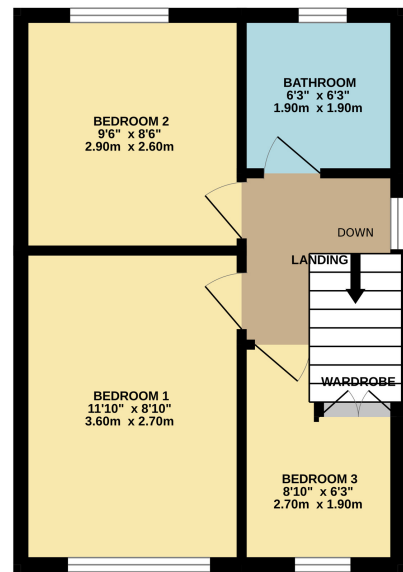 BATHROOM
6'3" x 6'3"
1.90m x 1.90m
BEDROOM 2
9'6" x 8'6"
2.90m x 2.60m
DOWN
LANDING
WARDROBE
BEDROOM 1
11'10" x 8'10"
3.60m x 2.70m
BEDROOM 3
8'10" x 6'3"
2.70m x 1.90m